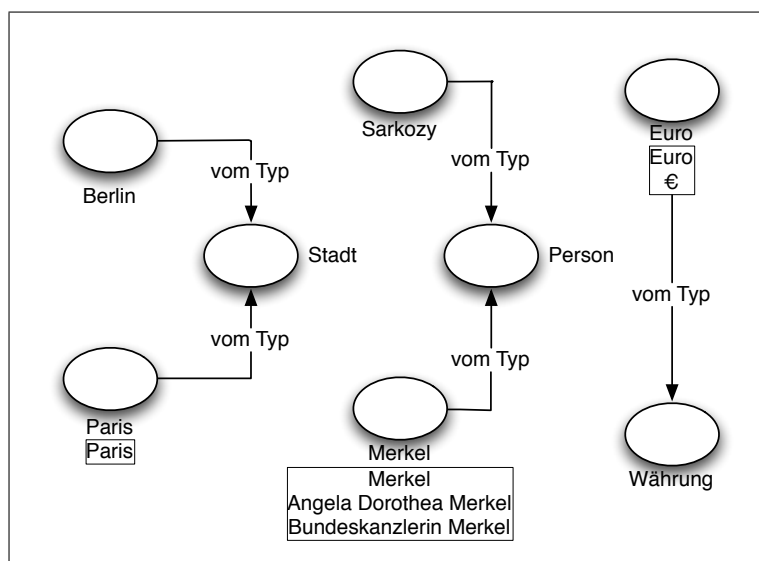 Berlin
vom Typ
Stadt
vom Typ
Paris
Paris
Sarkozy
vom Typ
Person
vom Typ
Merkel
Merkel
Angela Dorothea Merkel
Bundeskanzlerin Merkel
Euro
Euro
€
vom Typ
Währung